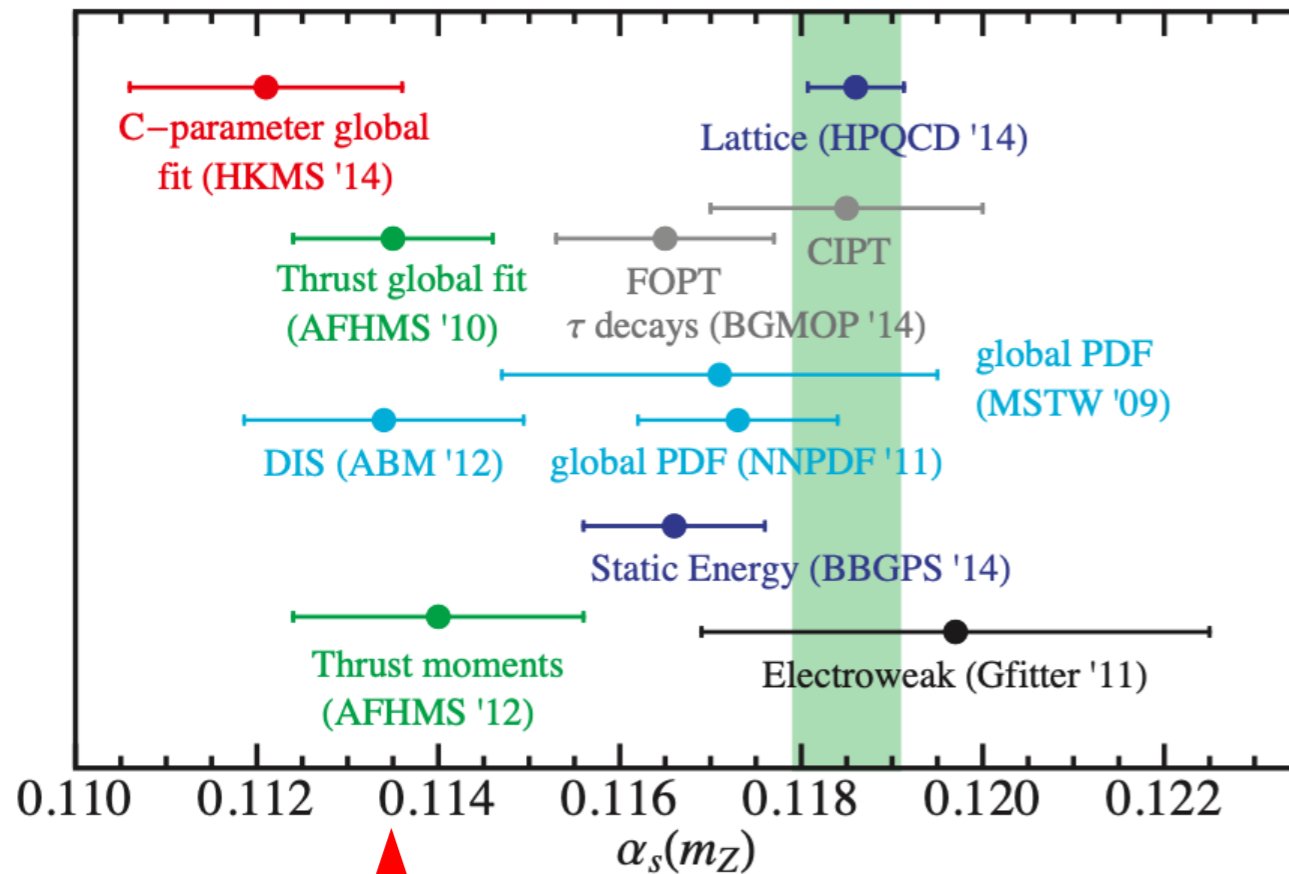 C−parameter global
fit (HKMS '14)
Lattice (HPQCD '14)
Thrust global fit
(AFHMS '10)
FOPT
CIPT
τ decays (BGMOP '14)
global PDF
(MSTW '09)
DIS (ABM '12)
global PDF (NNPDF '11)
Static Energy (BBGPS '14)
Thrust moments
(AFHMS '12)
Electroweak (Gfitter '11)
0.110 0.112 0.114 0.116 0.118 0.120 0.122
αs(mZ)